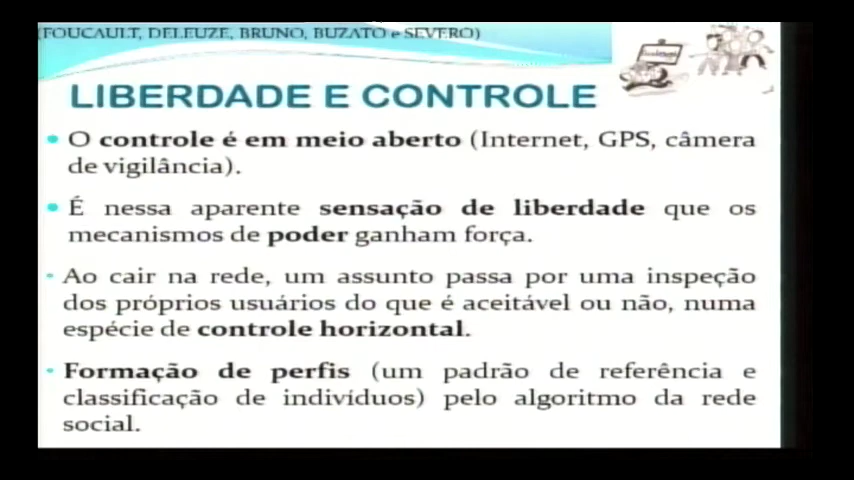 (FOUCAULT, DELEUZE, BRUNO, BUZATO e SEVERO)
LIBERDADE E CONTROLE
• O controle é em meio aberto (Internet, GPS, câmera
de vigilância).
• É nessa aparente sensação de liberdade que os
mecanismos de poder ganham força.
• Ao cair na rede, um assunto passa por uma inspeção
dos próprios usuários do que é aceitável ou não, numa
espécie de controle horizontal.
• Formação de perfis (um padrão de referência e
classificação de indivíduos) pelo algoritmo da rede
social.